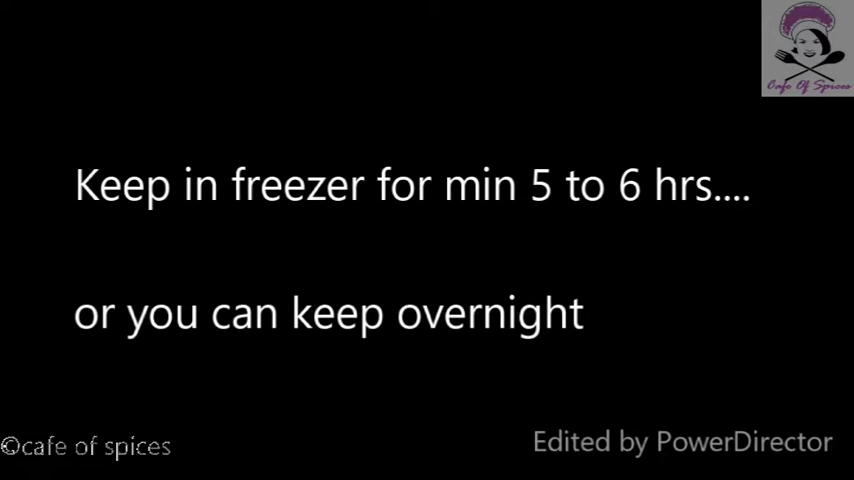 Cafe Of Spices
Keep in freezer for min 5 to 6 hrs....
or you can keep overnight
©cafe of spices
Edited by PowerDirector